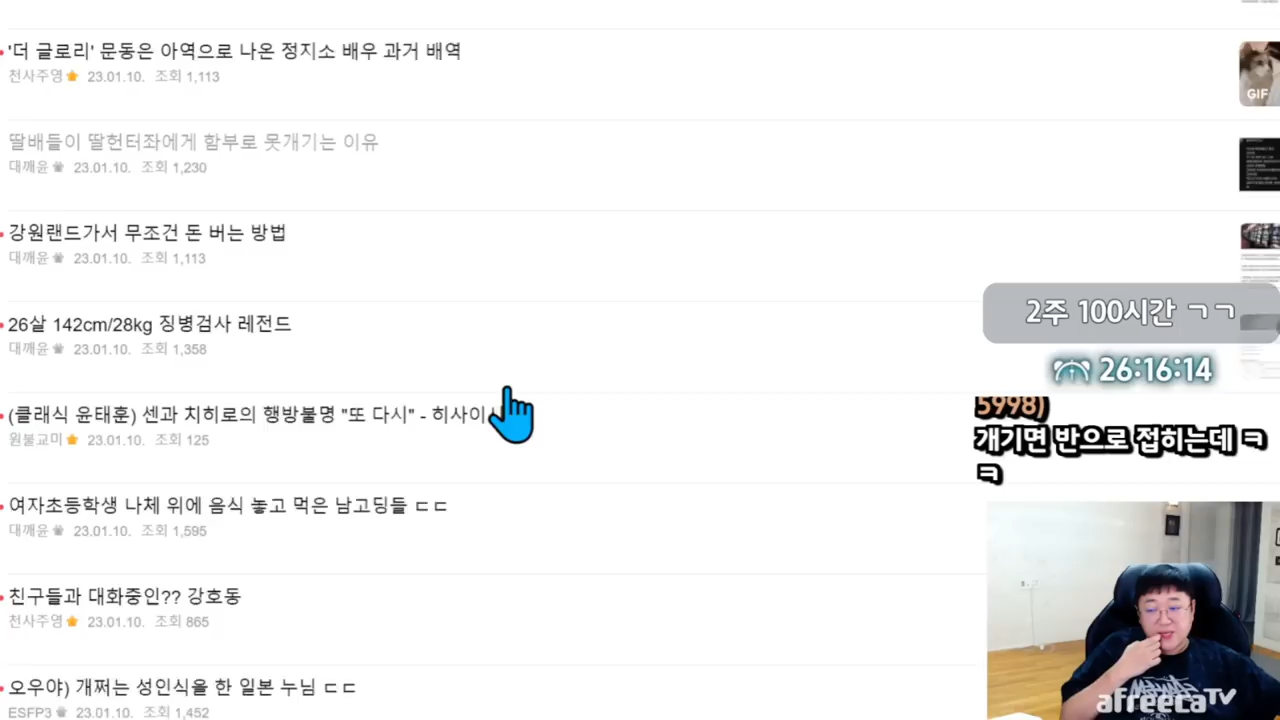 '더 글로리' 문동은 아역으로 나온 정지소 배우 과거 배역
천사주영 23.01.10. 조회 1,113
GIF
딸배들이 딸헌터좌에게 함부로 못개기는 이유
대깨윤 23.01.10. 조회 1,230
강원랜드가서 무조건 돈 버는 방법
대깨윤 23.01.10. 조회 1,113
2주 100시간 ㄱㄱ
26살 142cm/28kg 징병검사 레전드
대깨윤 23.01.10. 조회 1,358
26:16:14
(클래식 윤태훈) 센과 치히로의 행방불명 "또 다시" - 히사이
원불교미 23.01.10. 조회 125
5998)
개기면 반으로 접히는데 ㅋ
ㅋ
여자초등학생 나체 위에 음식 놓고 먹은 남고딩들 ㄷㄷ
대깨윤 23.01.10. 조회 1,595
친구들과 대화중인?? 강호동
천사주영 23.01.10. 조회 865
오우야) 개쩌는 성인식을 한 일본 누님 ㄷㄷ
ESFP3 23.01.10. 조회 1,452
afreecaTV